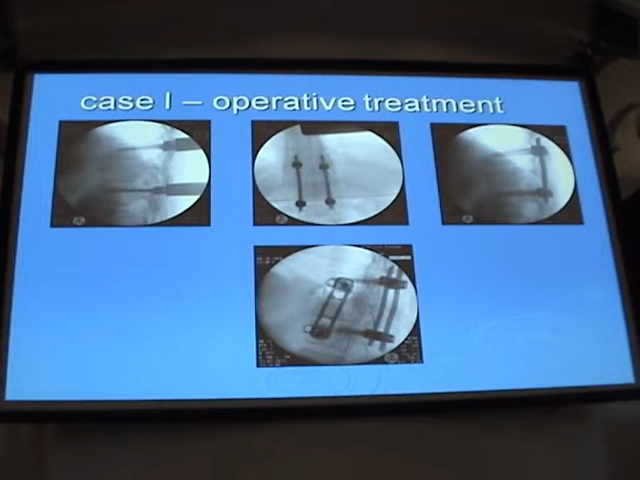 case I – operative treatment